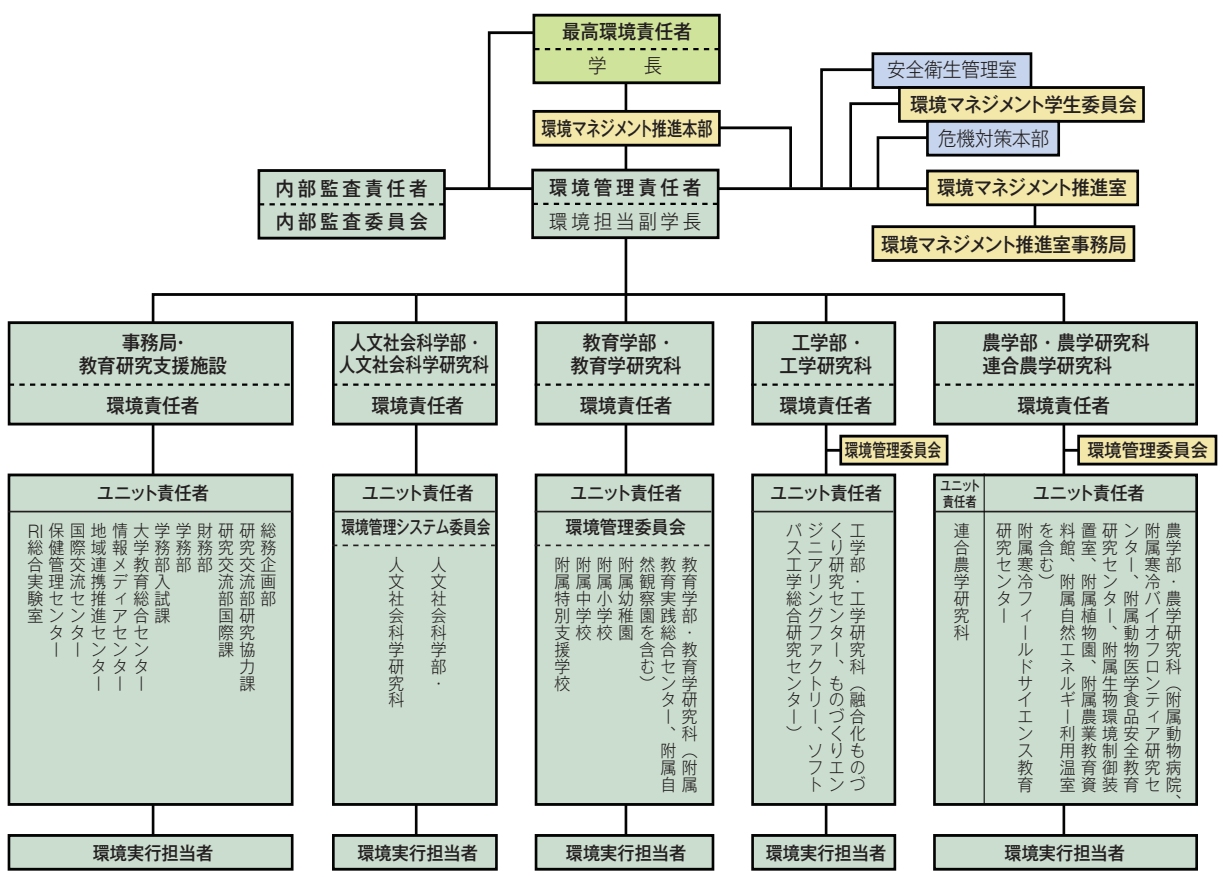 最高環境責任者
学 長
環境マネジメント推進本部
安全衛生管理室
環境マネジメント学生委員会
危機対策本部
内部監査責任者
内部監査委員会
環境管理責任者
環境担当副学長
環境マネジメント推進室
環境マネジメント推進室事務局
事務局・
教育研究支援施設
環境責任者
人文社会科学部・
人文社会科学研究科
環境責任者
教育学部・
教育学研究科
環境責任者
工学部・
工学研究科
環境責任者
農学部・農学研究科
連合農学研究科
環境責任者
環境管理委員会
環境管理委員会
ユニット責任者
総務企画部
研究交流部研究協力課
研究交流部国際課
財務部
学務部
学務部入試課
大学教育総合センター
情報メディアセンター
地域連携推進センター
国際交流センター
保健管理センター
RI総合実験室
ユニット責任者
環境管理システム委員会
人文社会科学部・
人文社会科学研究科
ユニット責任者
環境管理委員会
教育学部・教育学研究科（附属
教育実践総合センター、附属自
然観察園を含む）
附属幼稚園
附属小学校
附属中学校
附属特別支援学校
ユニット責任者
工学部・工学研究科（融合化ものづ
くり研究センター、ものづくりエン
ジニアリングファクトリー、ソフト
パス工学総合研究センター）
ユニット
責任者
連合農学研究科
ユニット責任者
農学部・農学研究科（附属動物病院、
附属寒冷バイオフロンティア研究セ
ンター、附属動物医学食品安全教育
研究センター、附属生物環境制御装
置室、附属植物園、附属農業教育資
料館、附属自然エネルギー利用温室
を含む）
附属寒冷フィールドサイエンス教育
研究センター
環境実行担当者
環境実行担当者
環境実行担当者
環境実行担当者
環境実行担当者